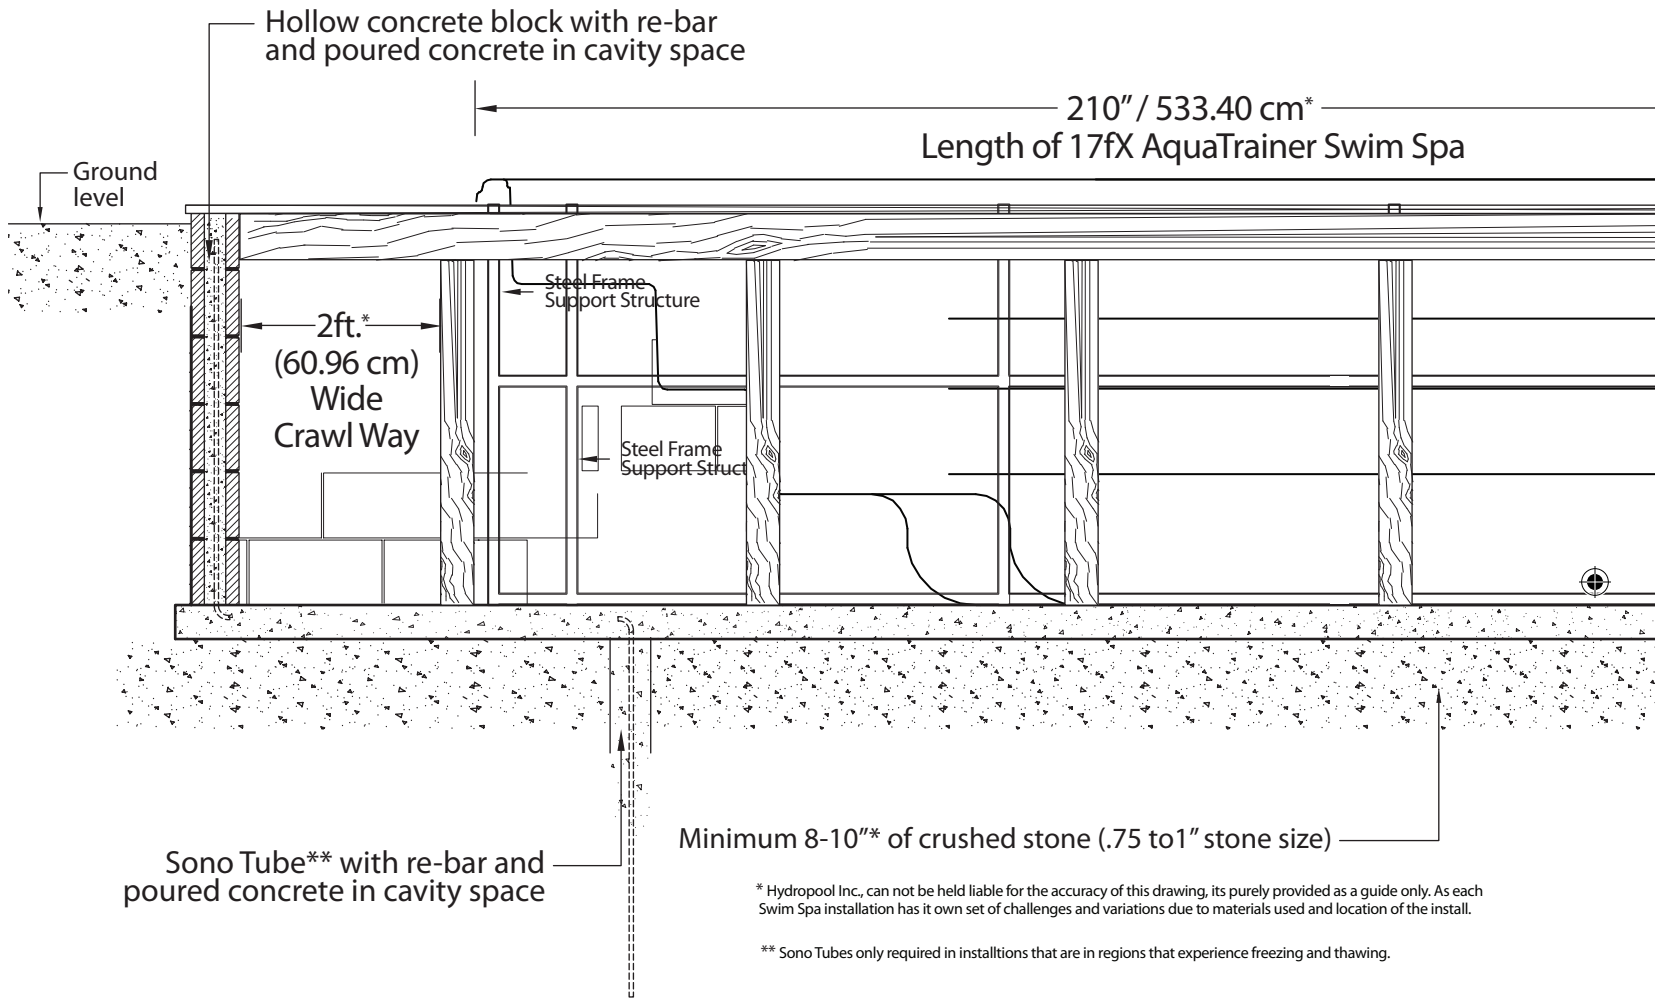 Hollow concrete block with re-bar
and poured concrete in cavity space
210” / 533.40 cm*
Length of 17fX AquaTrainer Swim Spa
Ground
level
Steel Frame
Support Structure
2ft.*
(60.96 cm)
Wide
Crawl Way
Steel Frame
Support Struct
Minimum 8-10”* of crushed stone (.75 to1” stone size)
Sono Tube** with re-bar and
poured concrete in cavity space
* Hydropool Inc., can not be held liable for the accuracy of this drawing, its purely provided as a guide only. As each
Swim Spa installation has it own set of challenges and variations due to materials used and location of the install.
** Sono Tubes only required in installtions that are in regions that experience freezing and thawing.